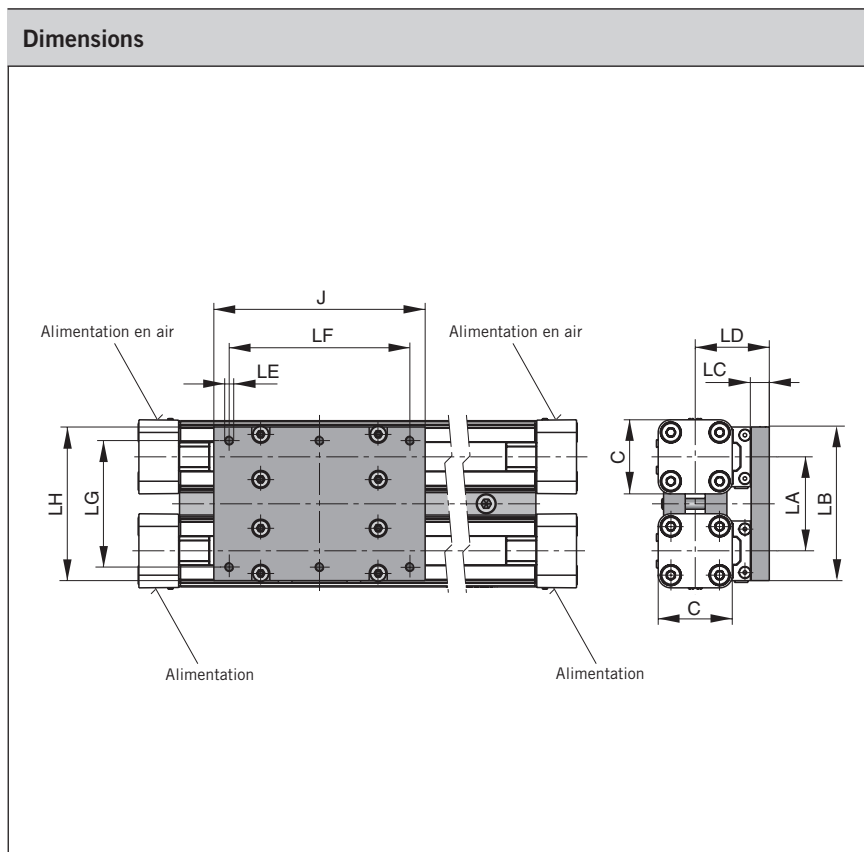 Dimensions
J
Alimentation en air
Alimentation en air
LF
LD
LE
LC
C
LH
LG
LA
LB
C
Alimentation
Alimentation